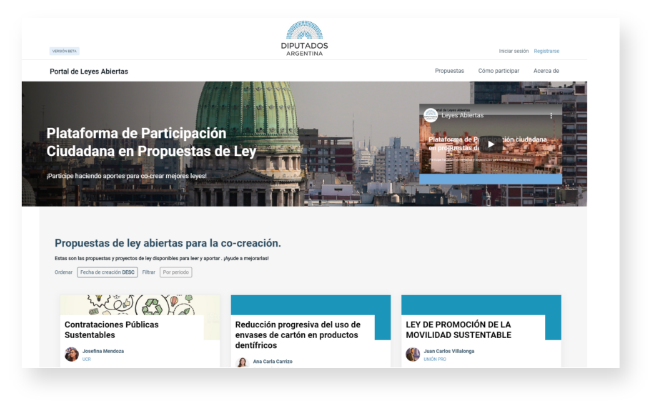 DIPUTADOS
ARGENTINA
VERSIÓN BETA
Iniciar sesión Registrarse
Portal de Leyes Abiertas
Propuestas Cómo participar Acerca de
Plataforma de Participación
Ciudadana en Propuestas de Ley
¡Participe haciendo aportes para co-crear mejores leyes!
Leyes Abiertas
Plataforma de P ión ciudadana
en propuestas d
Propuestas de ley abiertas para la co-creación.
Estas son las propuestas y proyectos de ley disponibles para leer y aportar. ¡Ayude a mejorarlas!
Ordenar Fecha de creación DESC Filtrar Por periodo
Contrataciones Públicas
Sustentables
Josefina Mendoza
UCR
Reducción progresiva del uso de
envases de cartón en productos
dentífricos
Ana Carla Carrizo
LEY DE PROMOCIÓN DE LA
MOVILIDAD SUSTENTABLE
Juan Carlos Villalonga
UNIÓN PRO